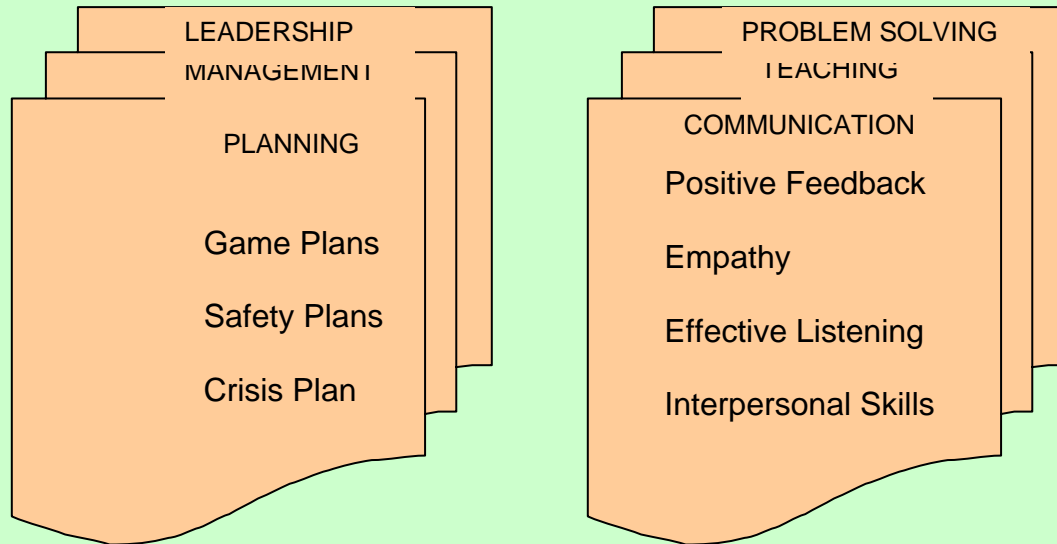 LEADERSHIP
MANAGEMENT
PLANNING
Game Plans
Safety Plans
Crisis Plan
PROBLEM SOLVING
TEACHING
COMMUNICATION
Positive Feedback
Empathy
Effective Listening
Interpersonal Skills